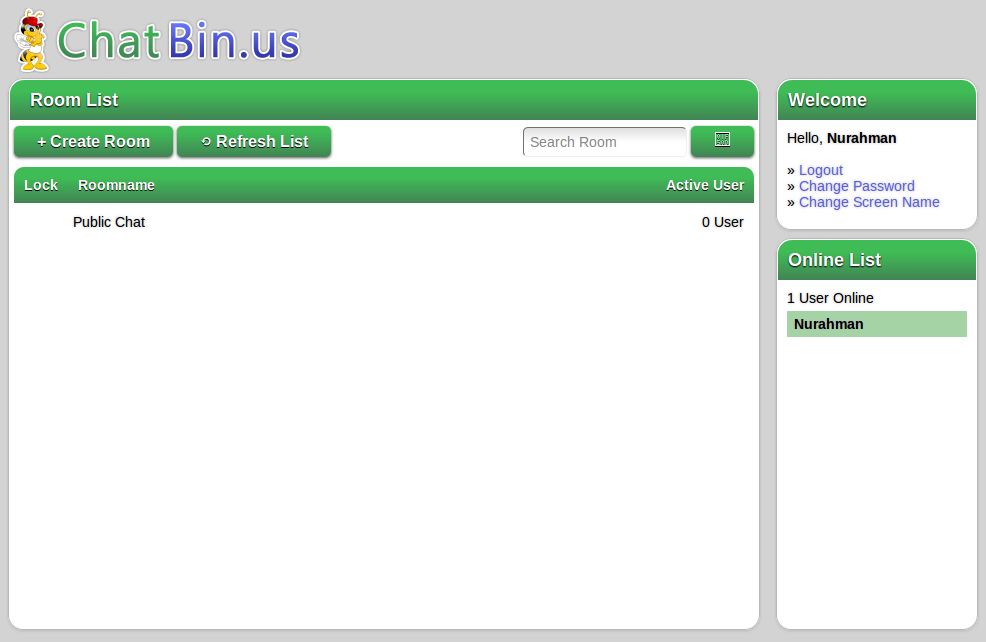 ChatBin.us
Room List
+ Create Room
⟲ Refresh List
Search Room
Lock Roomname Active User
Public Chat 0 User
Welcome
Hello, Nurahman
» Logout
» Change Password
» Change Screen Name
Online List
1 User Online
Nurahman